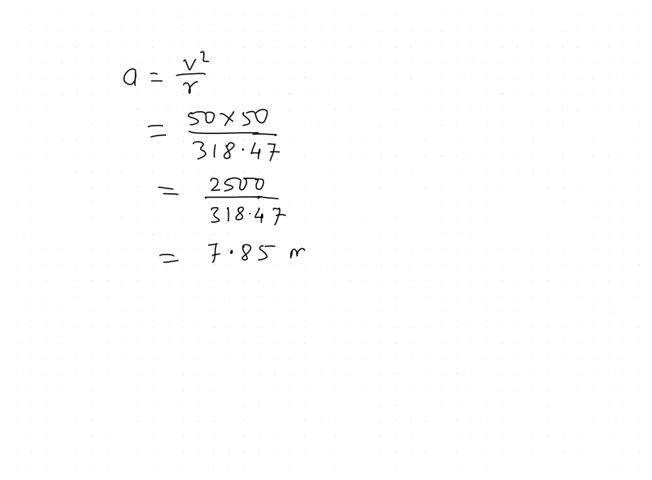 a = v²/r
= 50×50/318.47
= 2500/318.47
= 7.85 m